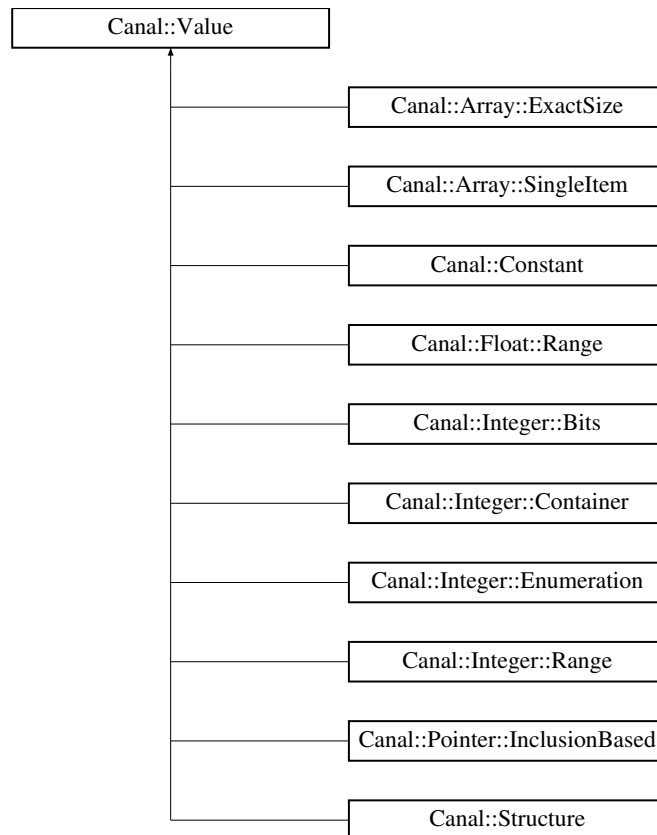 Canal::Value
Canal::Array::ExactSize
Canal::Array::SingleItem
Canal::Constant
Canal::Float::Range
Canal::Integer::Bits
Canal::Integer::Container
Canal::Integer::Enumeration
Canal::Integer::Range
Canal::Pointer::InclusionBased
Canal::Structure